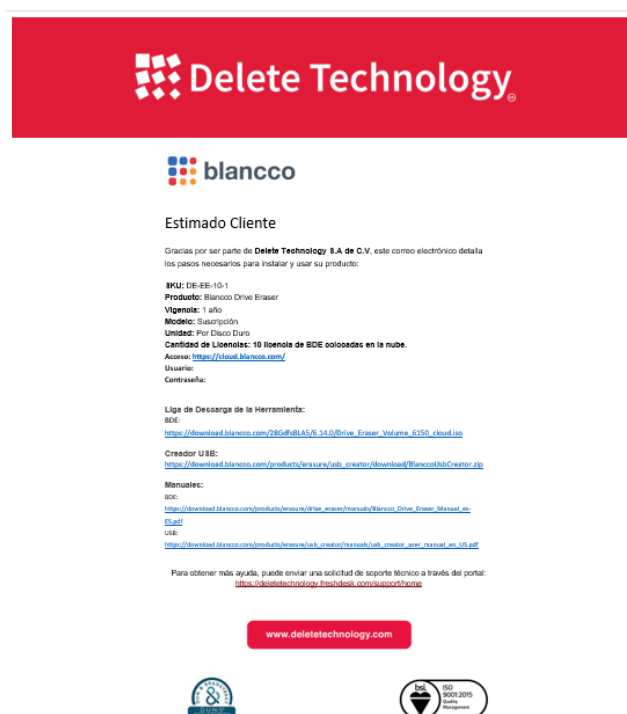 Delete Technology
blancco
Estimado Cliente
Gracias por ser parte de Delete Technology S.A de C.V, este correo electrónico detalla
los pasos necesarios para instalar y usar su producto:
SKU: DE-EE-10-1
Producto: Blancco Drive Eraser
Vigencia: 1 año
Modelo: Suscripción
Unidad: Por Disco Duro
Cantidad de Licencias: 10 licencia de BDE colocadas en la nube.
Acceso: https://cloud.blancco.com/
Usuario:
Contraseña:
Liga de Descarga de la Herramienta:
BDE:
https://download.blancco.com/28GdfsBLA5/6.14.0/Drive_Eraser_Volume_6150_cloud.iso
Creador USB:
https://download.blancco.com/products/erasure/usb_creator/download/BlanccoUsbCreator.zip
Manuales:
BDE:
https://download.blancco.com/products/erasure/drive_eraser/manuals/Blancco_Drive_Eraser_Manual_es-
ES.pdf
USB:
https://download.blancco.com/products/erasure/usb_creator/manuals/usb_creator_user_manual_en_US.pdf
Para obtener más ayuda, puede enviar una solicitud de soporte técnico a través del portal:
https://deletetechnology.freshdesk.com/support/home
www.deletetechnology.com
DUN & BRADSTREET
D-U-N-S
bsi.
ISO
9001:2015
Quality
Management